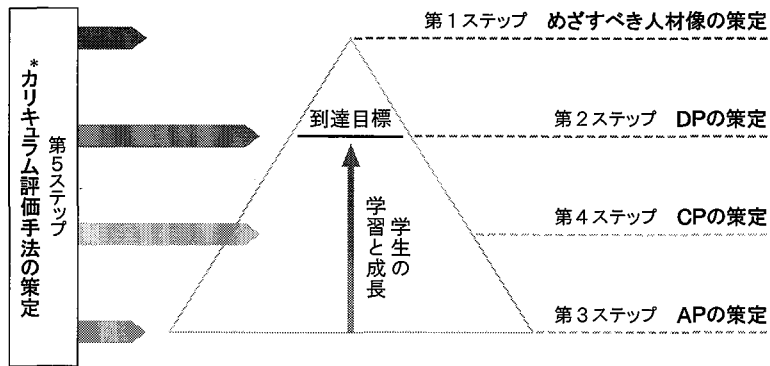 第1ステップ　めざすべき人材像の策定
第5ステップ
*カリキュラム評価手法の策定
到達目標
第2ステップ　DPの策定
学生の
学習と成長
第4ステップ　CPの策定
第3ステップ　APの策定